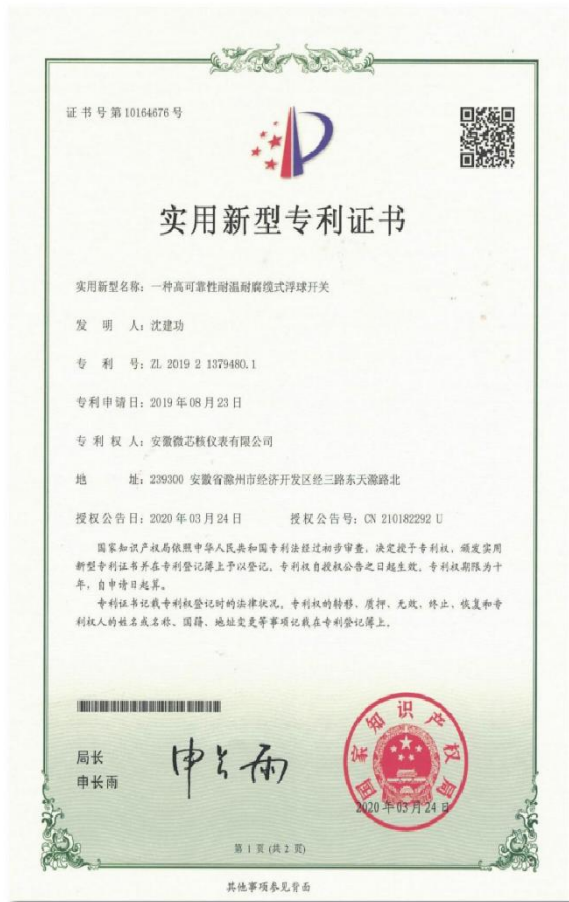 证书号第10164676号
实用新型专利证书
实用新型名称：一种高可靠性耐温耐腐缆式浮球开关
发 明 人：沈建功
专 利 号：ZL 2019 2 1379480.1
专利申请日：2019年08月23日
专 利 权 人：安徽微芯核仪表有限公司
地 址：239300 安徽省滁州市经济开发区经三路东天滁路北
授权公告日：2020年03月24日 授权公告号：CN 210182292 U
国家知识产权局依照中华人民共和国专利法经过初步审查，决定授予专利权，颁发实用
新型专利证书并在专利登记簿上予以登记。专利权自授权公告之日起生效。专利权期限为十
年，自申请日起算。
专利证书记载专利权登记时的法律状况。专利权的转移、质押、无效、终止、恢复和专
利权人的姓名或名称、国籍、地址变更等事项记载在专利登记簿上。
局长
申长雨
申长雨
国家知识产权局
2020年03月24日
第 1 页 (共 2 页)
其他事项参见背面